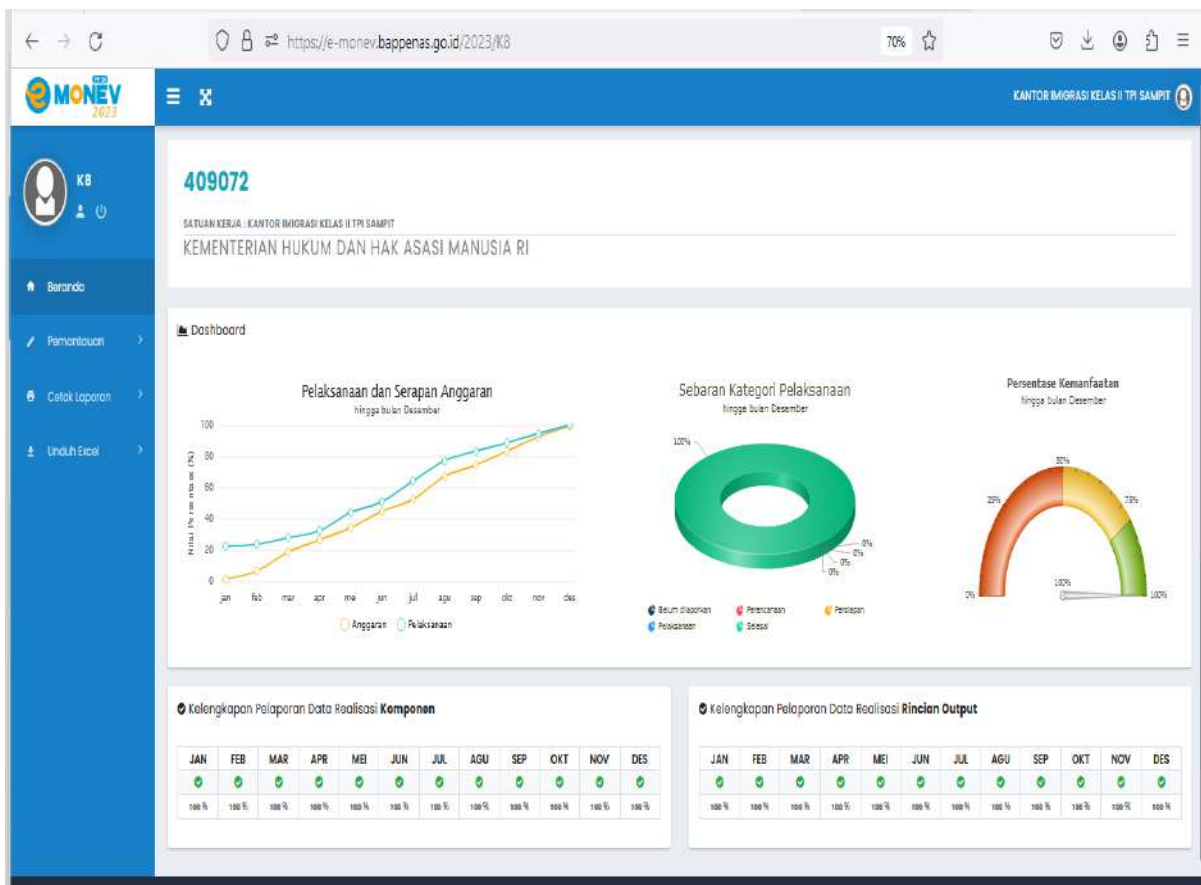 https://e-monev.bappenas.go.id/2023/K8
70%
e MONEV
2023
KANTOR IMIGRASI KELAS II TPI SAMPIT
K8
Beranda
Pemantauan
Cetak Laporan
Unduh Excel
409072
SATUAN KERJA : KANTOR IMIGRASI KELAS II TPI SAMPIT
KEMENTERIAN HUKUM DAN HAK ASASI MANUSIA RI
Dashboard
Pelaksanaan dan Serapan Anggaran
hingga bulan Desember
Nilai Persentase (%)
100
80
60
40
20
0
jan feb mar apr mei jun jul agu sep okt nov des
Anggaran Pelaksanaan
Sebaran Kategori Pelaksanaan
hingga bulan Desember
100%
0%
0%
0%
Belum dilaporkan Perencanaan Persiapan
Pelaksanaan Selesai
Persentase Kemanfaatan
hingga bulan Desember
50%
25% 75%
100%
0% 100%
Kelengkapan Pelaporan Data Realisasi Komponen
JAN FEB MAR APR MEI JUN JUL AGU SEP OKT NOV DES
100 % 100 % 100 % 100 % 100 % 100 % 100 % 100 % 100 % 100 % 100 % 100 %
Kelengkapan Pelaporan Data Realisasi Rincian Output
JAN FEB MAR APR MEI JUN JUL AGU SEP OKT NOV DES
100 % 100 % 100 % 100 % 100 % 100 % 100 % 100 % 100 % 100 % 100 % 100 %